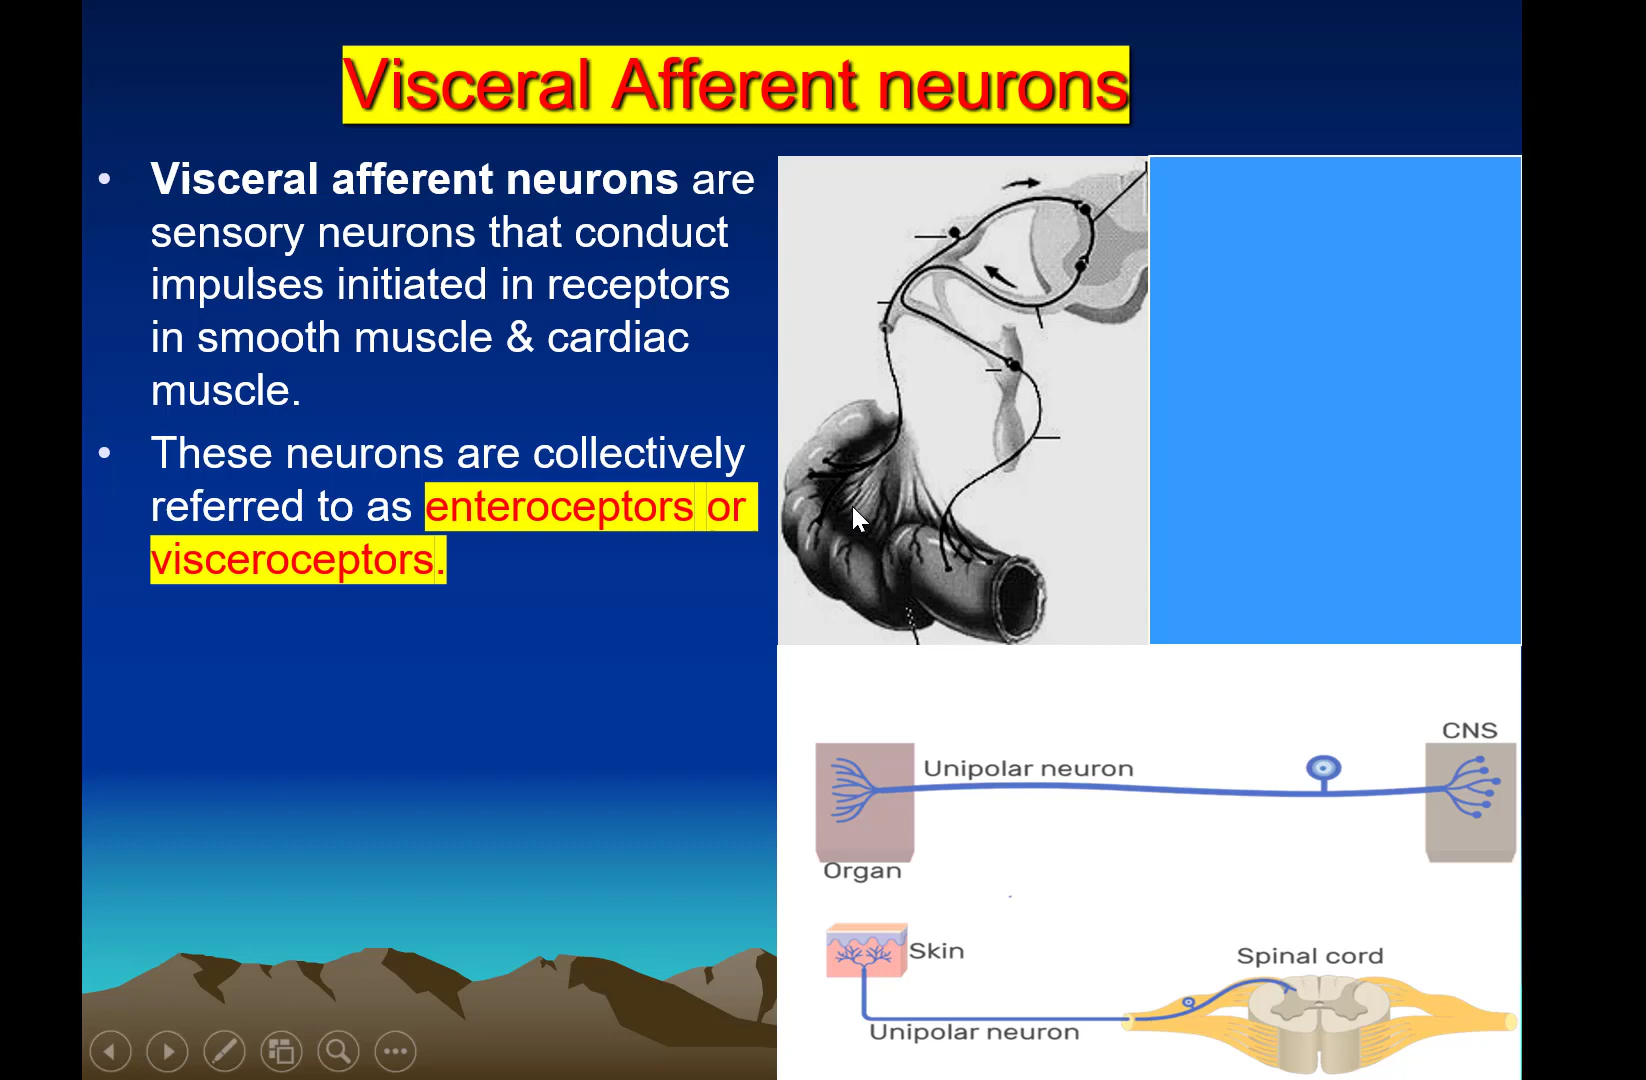 Visceral Afferent neurons
• Visceral afferent neurons are
sensory neurons that conduct
impulses initiated in receptors
in smooth muscle & cardiac
muscle.
• These neurons are collectively
referred to as enteroceptors or
visceroceptors.
CNS
Unipolar neuron
Organ
Skin
Spinal cord
Unipolar neuron